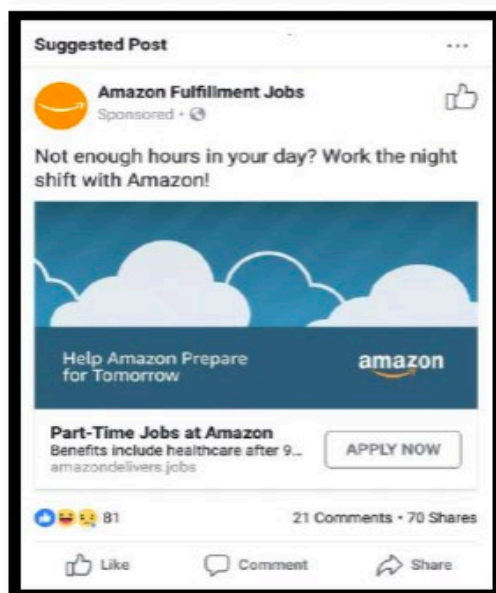 Suggested Post
Amazon Fulfillment Jobs
Sponsored •
Not enough hours in your day? Work the night
shift with Amazon!
Help Amazon Prepare
for Tomorrow
amazon
Part-Time Jobs at Amazon
Benefits include healthcare after 9...
amazondelivers.jobs
APPLY NOW
81
21 Comments • 70 Shares
Like
Comment
Share